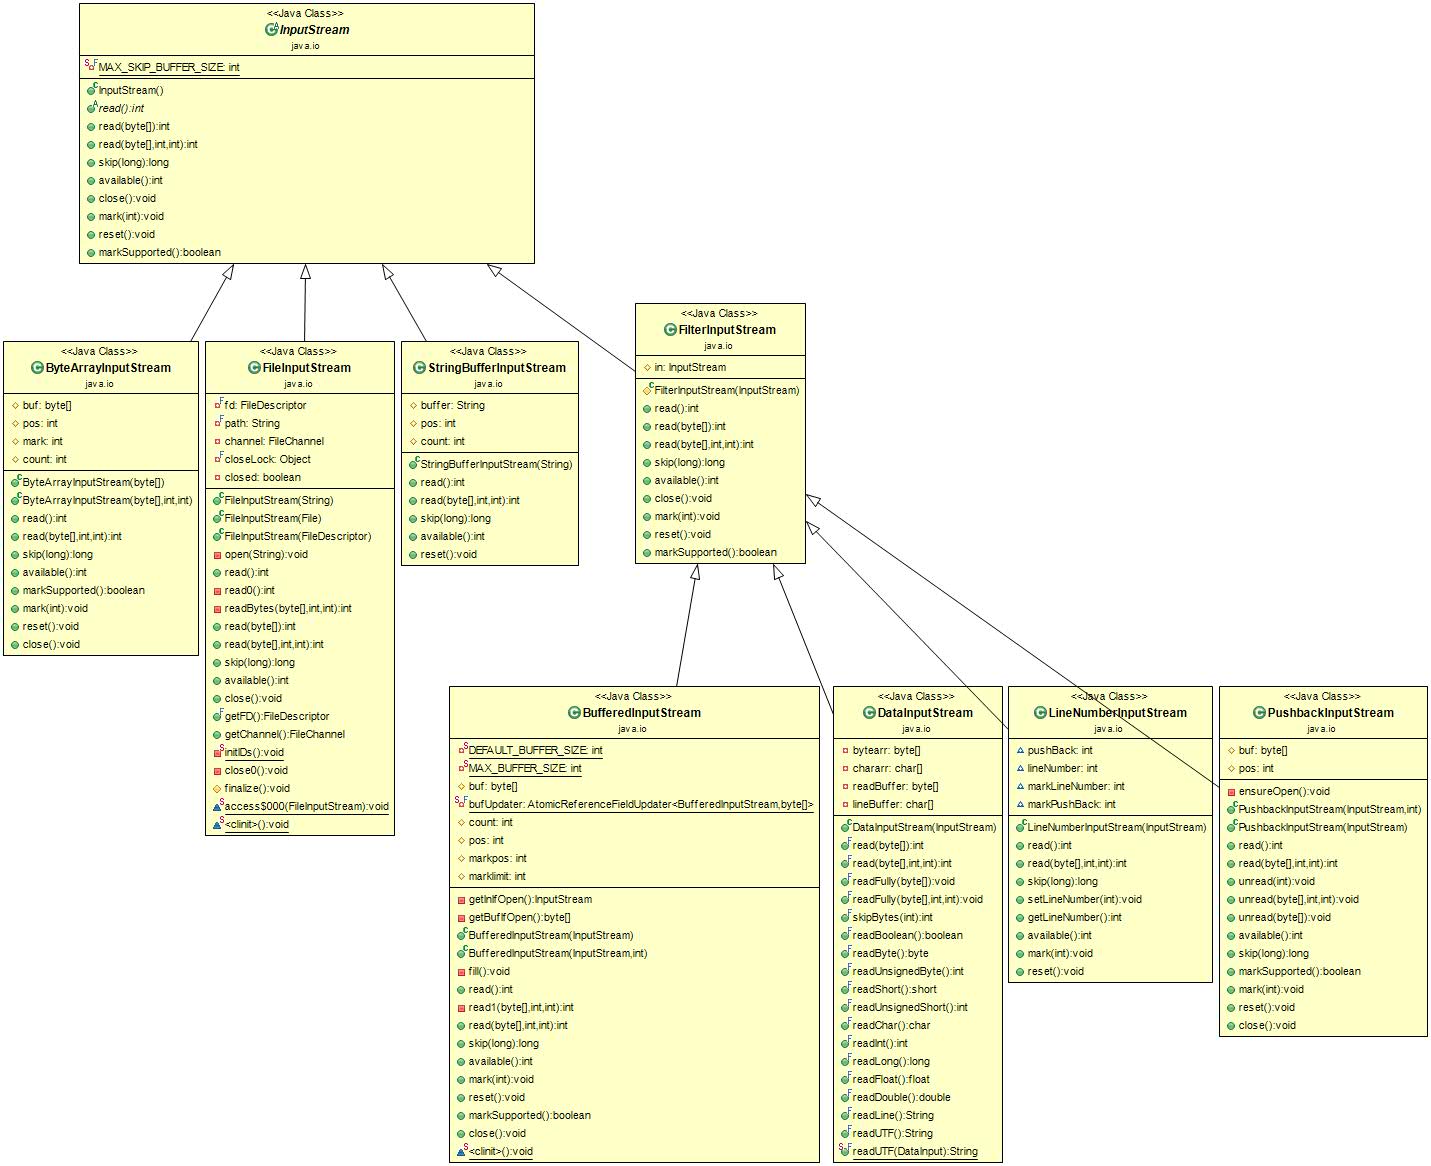 <<Java Class>>
InputStream
java.io
MAX_SKIP_BUFFER_SIZE: int
InputStream()
read():int
read(byte[]):int
read(byte[],int,int):int
skip(long):long
available():int
close():void
mark(int):void
reset():void
markSupported():boolean
<<Java Class>>
ByteArrayInputStream
java.io
buf: byte[]
pos: int
mark: int
count: int
ByteArrayInputStream(byte[])
ByteArrayInputStream(byte[],int,int)
read():int
read(byte[],int,int):int
skip(long):long
available():int
markSupported():boolean
mark(int):void
reset():void
close():void
<<Java Class>>
FileInputStream
java.io
fd: FileDescriptor
path: String
channel: FileChannel
closeLock: Object
closed: boolean
FileInputStream(String)
FileInputStream(File)
FileInputStream(FileDescriptor)
open(String):void
read():int
read0():int
readBytes(byte[],int,int):int
read(byte[]):int
read(byte[],int,int):int
skip(long):long
available():int
close():void
getFD():FileDescriptor
getChannel():FileChannel
initIDs():void
close0():void
finalize():void
access$000(FileInputStream):void
<clinit>():void
<<Java Class>>
StringBufferInputStream
java.io
buffer: String
pos: int
count: int
StringBufferInputStream(String)
read():int
read(byte[],int,int):int
skip(long):long
available():int
reset():void
<<Java Class>>
FilterInputStream
java.io
in: InputStream
FilterInputStream(InputStream)
read():int
read(byte[]):int
read(byte[],int,int):int
skip(long):long
available():int
close():void
mark(int):void
reset():void
markSupported():boolean
<<Java Class>>
BufferedInputStream
java.io
DEFAULT_BUFFER_SIZE: int
MAX_BUFFER_SIZE: int
buf: byte[]
bufUpdater: AtomicReferenceFieldUpdater<BufferedInputStream,byte[]>
count: int
pos: int
markpos: int
marklimit: int
getInIfOpen():InputStream
getBufIfOpen():byte[]
BufferedInputStream(InputStream)
BufferedInputStream(InputStream,int)
fill():void
read():int
read1(byte[],int,int):int
read(byte[],int,int):int
skip(long):long
available():int
mark(int):void
reset():void
markSupported():boolean
close():void
<clinit>():void
<<Java Class>>
DataInputStream
java.io
bytearr: byte[]
chararr: char[]
readBuffer: byte[]
lineBuffer: char[]
DataInputStream(InputStream)
read(byte[]):int
read(byte[],int,int):int
readFully(byte[]):void
readFully(byte[],int,int):void
skipBytes(int):int
readBoolean():boolean
readByte():byte
readUnsignedByte():int
readShort():short
readUnsignedShort():int
readChar():char
readInt():int
readLong():long
readFloat():float
readDouble():double
readLine():String
readUTF():String
readUTF(DataInput):String
<<Java Class>>
LineNumberInputStream
java.io
pushBack: int
lineNumber: int
markLineNumber: int
markPushBack: int
LineNumberInputStream(InputStream)
read():int
read(byte[],int,int):int
skip(long):long
setLineNumber(int):void
getLineNumber():int
available():int
mark(int):void
reset():void
<<Java Class>>
PushbackInputStream
java.io
buf: byte[]
pos: int
ensureOpen():void
PushbackInputStream(InputStream,int)
PushbackInputStream(InputStream)
read():int
read(byte[],int,int):int
unread(int):void
unread(byte[],int,int):void
unread(byte[]):void
available():int
skip(long):long
markSupported():boolean
mark(int):void
reset():void
close():void